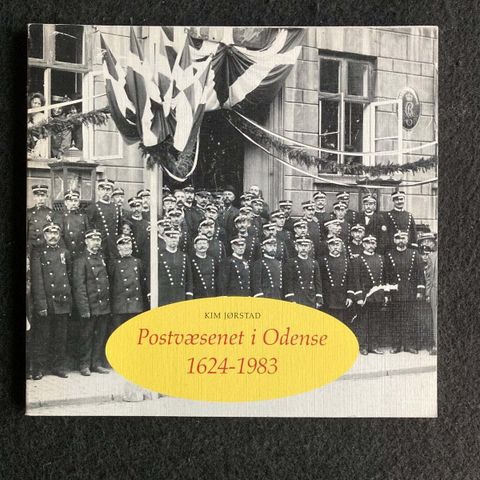 KIM JØRSTAD
Postvæsenet i Odense
1624-1983